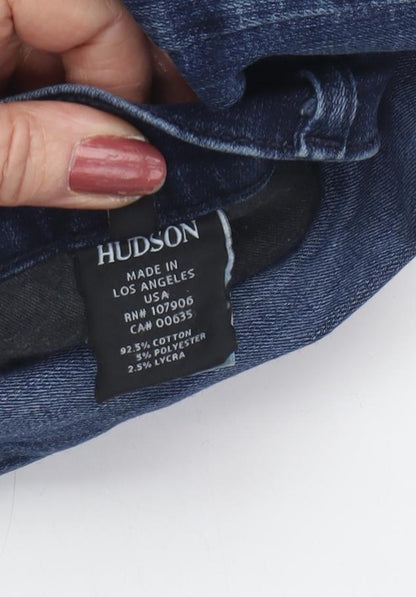 HUDSON
MADE IN
LOS ANGELES
USA
RN# 107906
CA# 00635
92.5% COTTON
5% POLYESTER
2.5% LYCRA